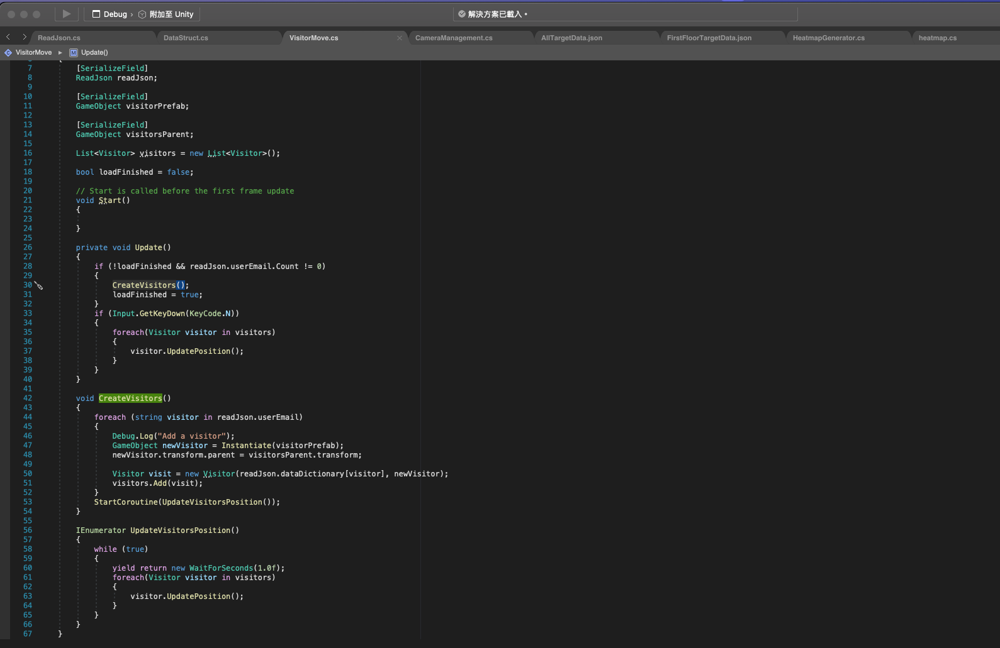 Debug › 附加至 Unity
解決方案已載入。
ReadJson.cs DataStruct.cs VisitorMove.cs CameraManagement.cs AllTargetData.json FirstFloorTargetData.json HeatmapGenerator.cs heatmap.cs
VisitorMove ▸ M Update()
7 [SerializeField]
8 ReadJson readJson;
9
10 [SerializeField]
11 GameObject visitorPrefab;
12
13 [SerializeField]
14 GameObject visitorsParent;
15
16 List<Visitor> visitors = new List<Visitor>();
17
18 bool loadFinished = false;
19
20 // Start is called before the first frame update
21 void Start()
22 {
23
24 }
25
26 private void Update()
27 {
28 if (!loadFinished && readJson.userEmail.Count != 0)
29 {
30 CreateVisitors();
31 loadFinished = true;
32 }
33 if (Input.GetKeyDown(KeyCode.N))
34 {
35 foreach(Visitor visitor in visitors)
36 {
37 visitor.UpdatePosition();
38 }
39 }
40 }
41
42 void CreateVisitors()
43 {
44 foreach (string visitor in readJson.userEmail)
45 {
46 Debug.Log("Add a visitor");
47 GameObject newVisitor = Instantiate(visitorPrefab);
48 newVisitor.transform.parent = visitorsParent.transform;
49
50 Visitor visit = new Visitor(readJson.dataDictionary[visitor], newVisitor);
51 visitors.Add(visit);
52 }
53 StartCoroutine(UpdateVisitorsPosition());
54 }
55
56 IEnumerator UpdateVisitorsPosition()
57 {
58 while (true)
59 {
60 yield return new WaitForSeconds(1.0f);
61 foreach(Visitor visitor in visitors)
62 {
63 visitor.UpdatePosition();
64 }
65 }
66 }
67 }